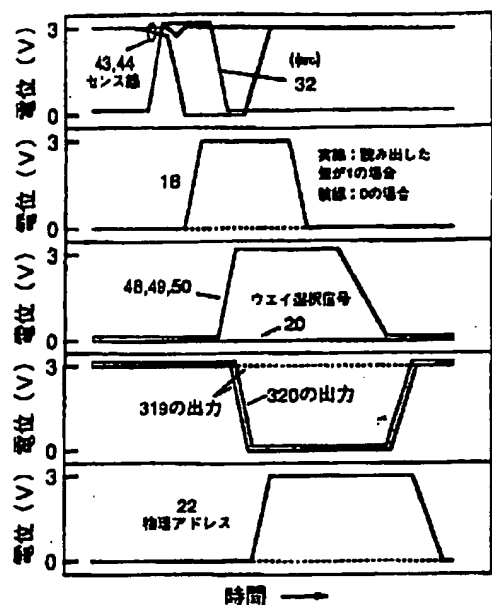 電位 (V)
3
0
43,44
センス線
(φwc)
32
電位 (V)
3
0
18
実線：読み出した
値が1の場合
破線：0の場合
電位 (V)
3
0
48,49,50
ウエイ選択信号
20
電位 (V)
3
0
319の出力
320の出力
電位 (V)
3
0
22
物理アドレス
時間